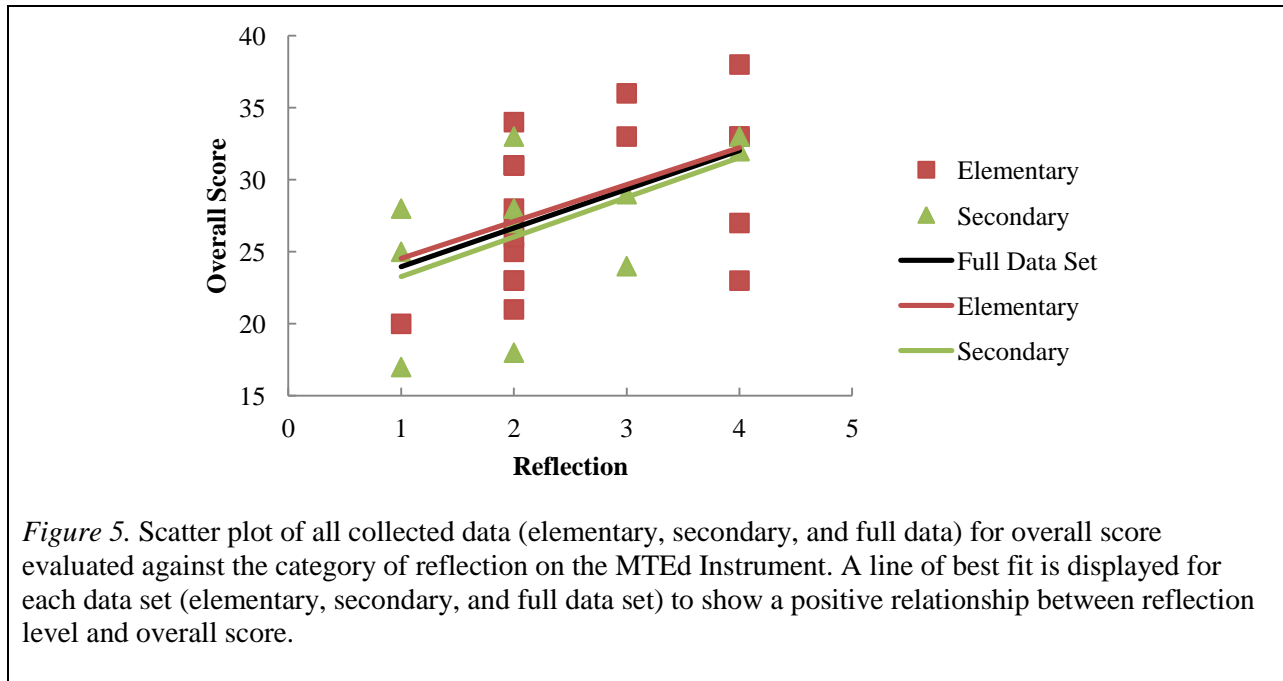 40
35
30
25
20
15
Overall Score
0 1 2 3 4 5
Reflection
Elementary
Secondary
Full Data Set
Elementary
Secondary
Figure 5. Scatter plot of all collected data (elementary, secondary, and full data) for overall score
evaluated against the category of reflection on the MTEd Instrument. A line of best fit is displayed for
each data set (elementary, secondary, and full data set) to show a positive relationship between reflection
level and overall score.